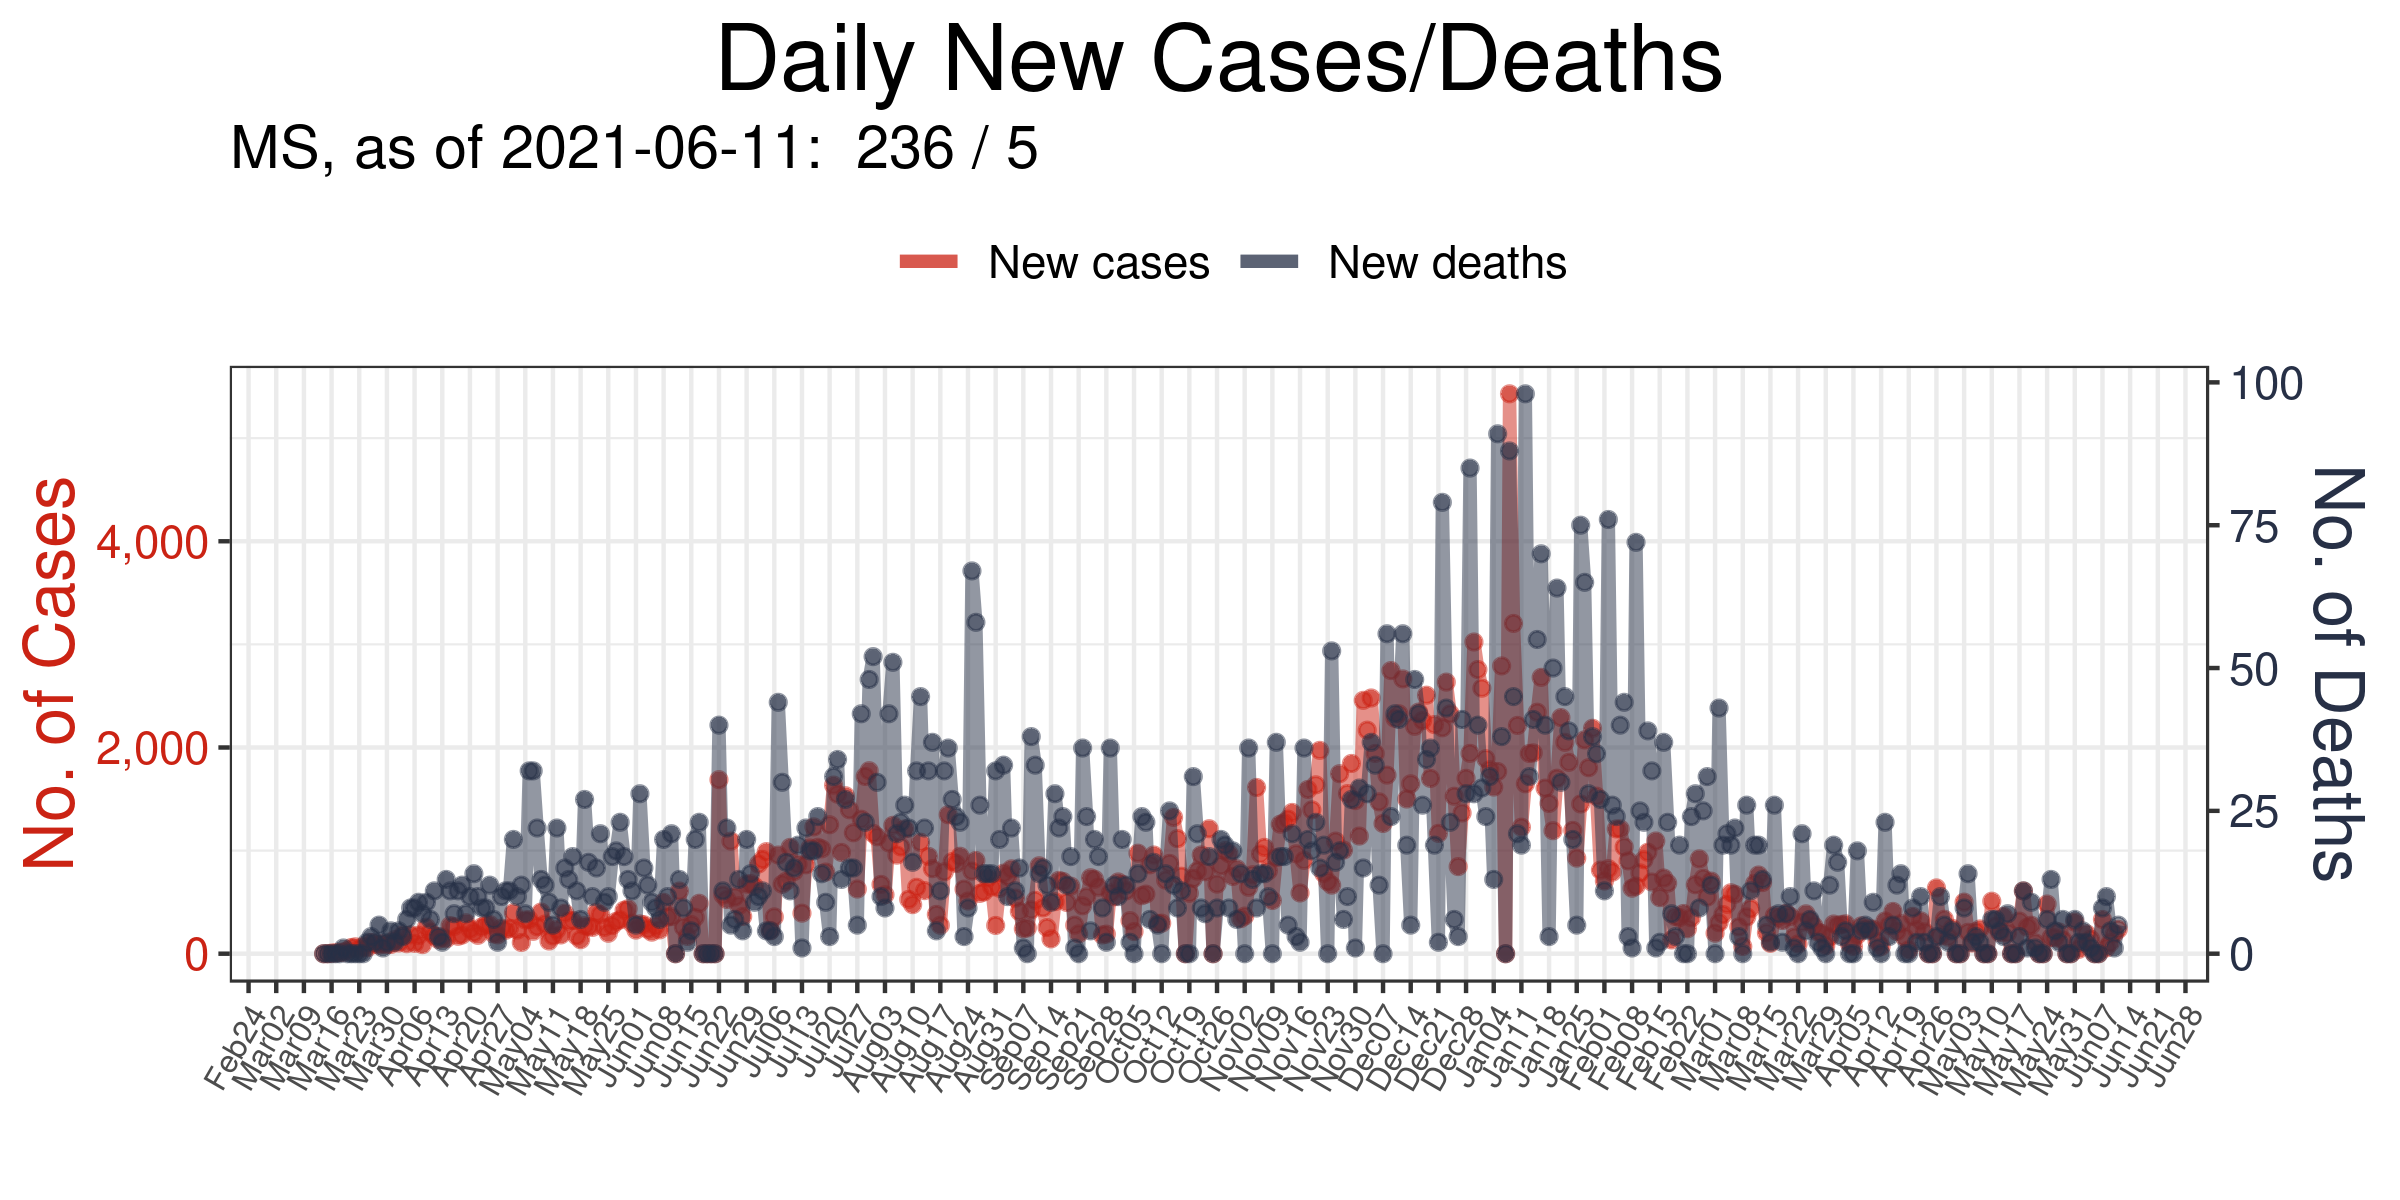 Daily New Cases/Deaths
MS, as of 2021-06-11:  236 / 5
New cases
New deaths
No. of Cases
4,000
2,000
0
100
75
50
25
0
No. of Deaths
Feb24
Mar02
Mar09
Mar16
Mar23
Mar30
Apr06
Apr13
Apr20
Apr27
May04
May11
May18
May25
Jun01
Jun08
Jun15
Jun22
Jun29
Jul06
Jul13
Jul20
Jul27
Aug03
Aug10
Aug17
Aug24
Aug31
Sep07
Sep14
Sep21
Sep28
Oct05
Oct12
Oct19
Oct26
Nov02
Nov09
Nov16
Nov23
Nov30
Dec07
Dec14
Dec21
Dec28
Jan04
Jan11
Jan18
Jan25
Feb01
Feb08
Feb15
Feb22
Mar01
Mar08
Mar15
Mar22
Mar29
Apr05
Apr12
Apr19
Apr26
May03
May10
May17
May24
May31
Jun07
Jun14
Jun21
Jun28